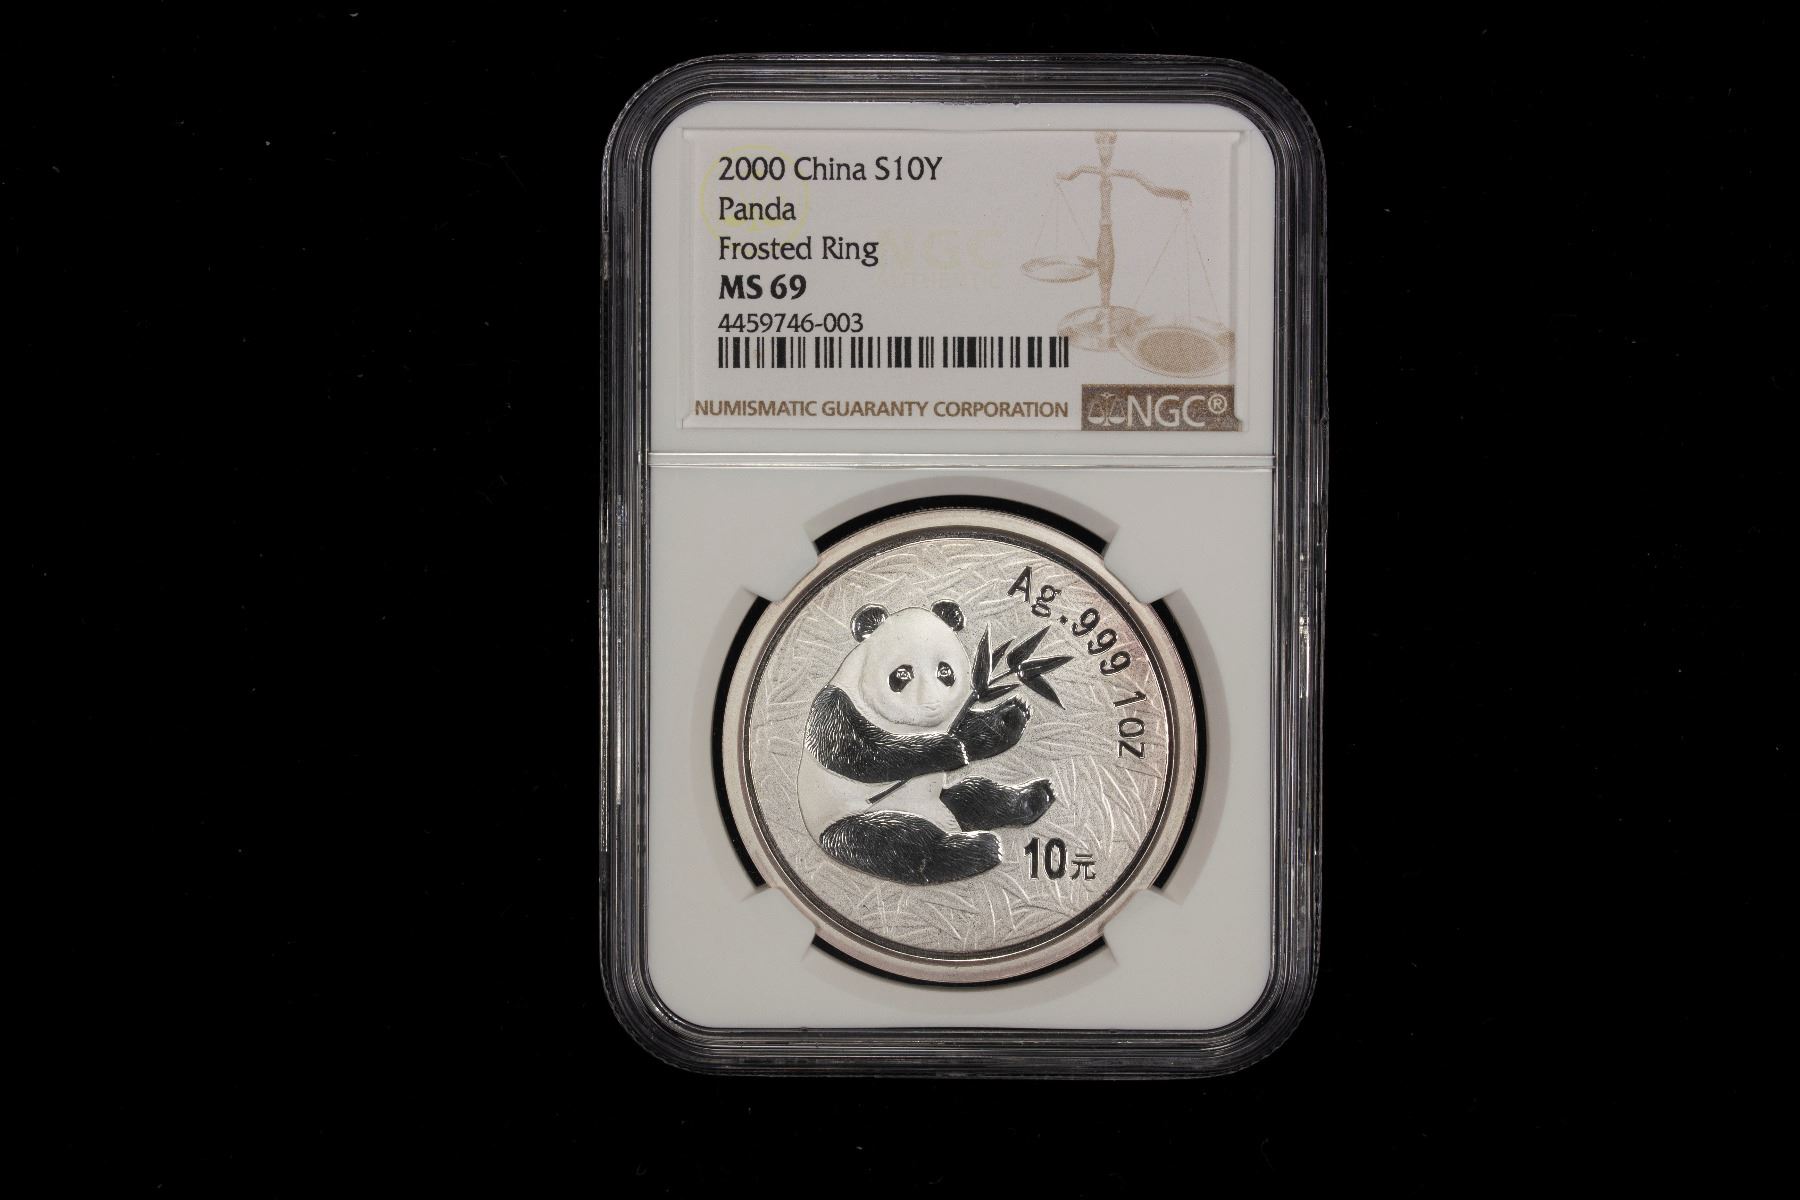 2000 China S10Y
Panda
Frosted Ring
NGC
MS 69
4459746-003
NUMISMATIC GUARANTY CORPORATION
NGC®
Ag.999 1oz
10元